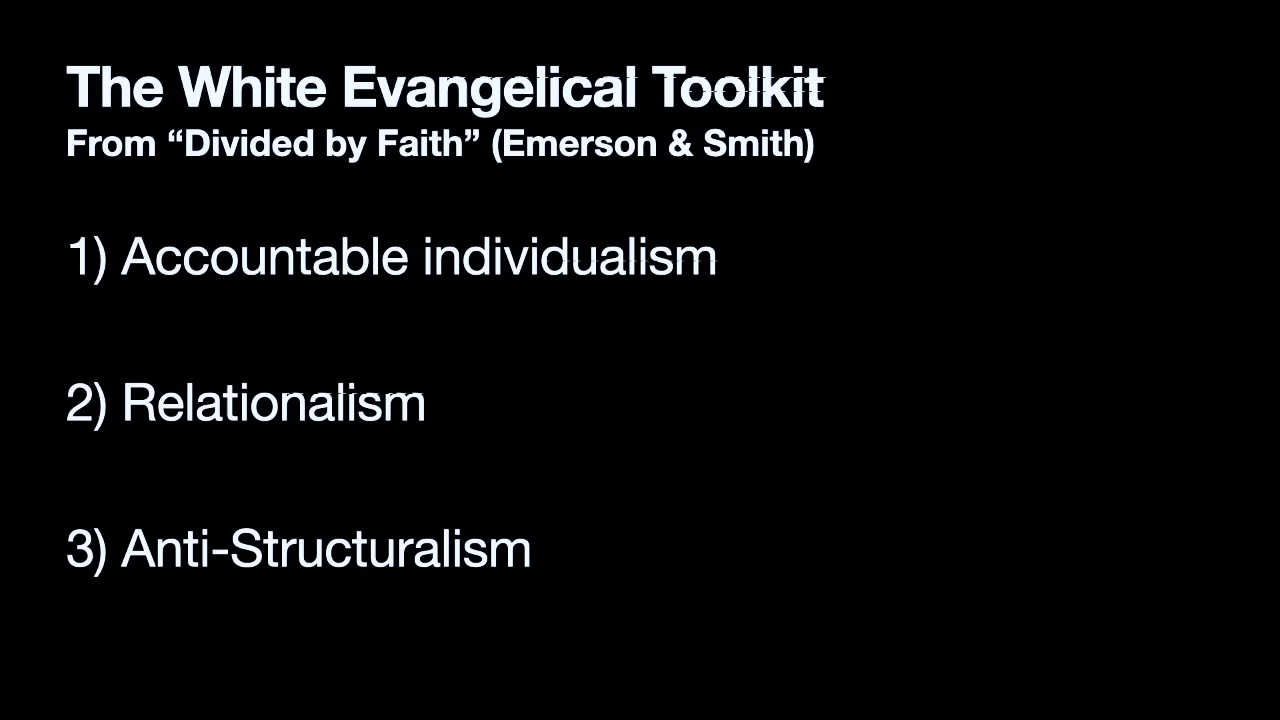 The White Evangelical Toolkit
From “Divided by Faith” (Emerson & Smith)
1) Accountable individualism
2) Relationalism
3) Anti-Structuralism